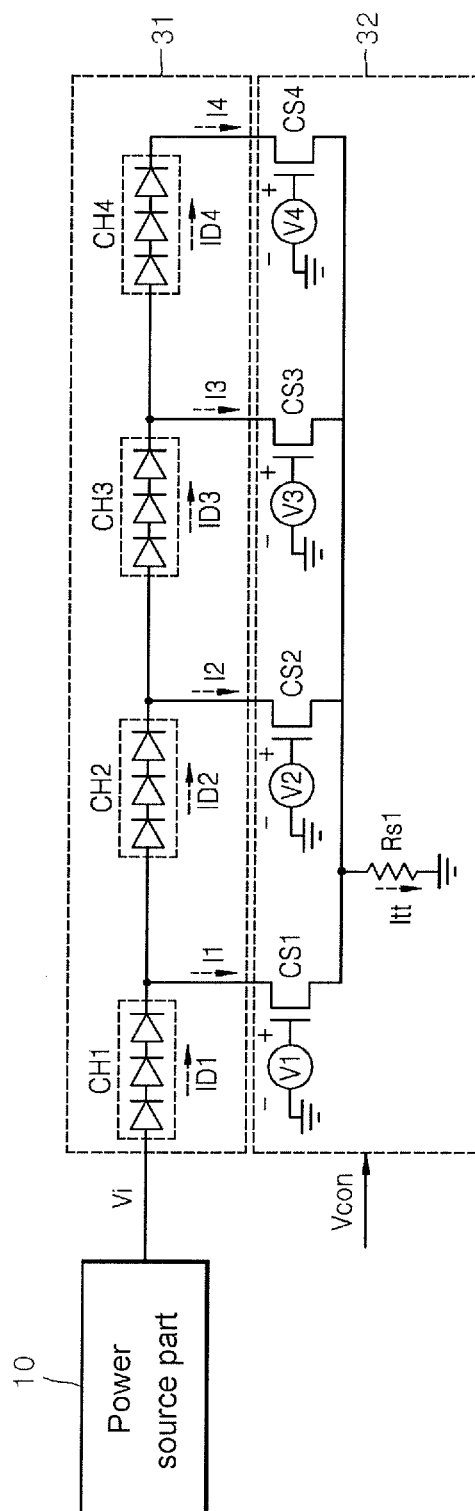 10
Power
source part
Vi
31
CH1
CH2
CH3
CH4
ID1
ID2
ID3
ID4
I1
I2
I3
I4
32
Vcon
CS1
CS2
CS3
CS4
- +
- +
- +
- +
V1
V2
V3
V4
Itt
Rs1